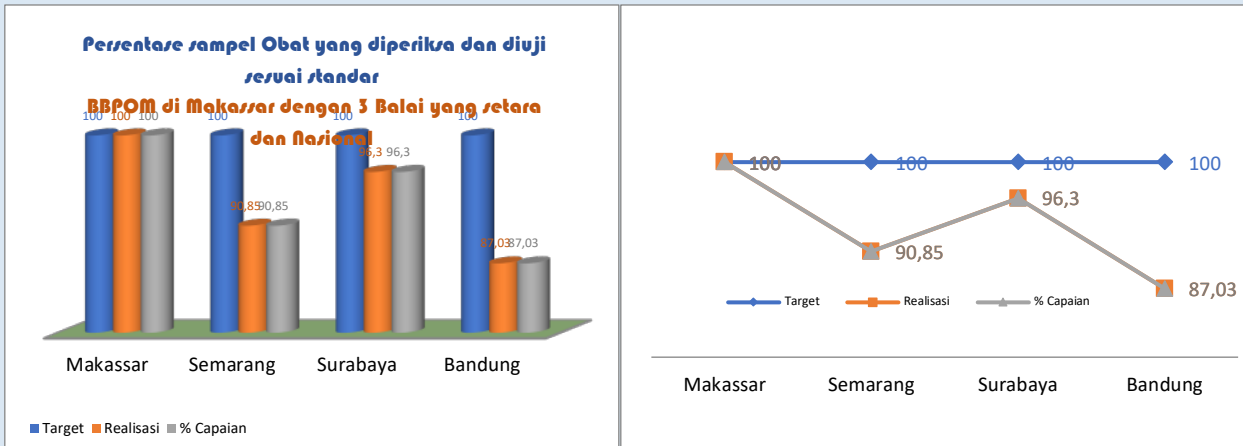 Persentase sampel Obat yang diperiksa dan diuji
sesuai standar
BBPOM di Makassar dengan 3 Balai yang setara
dan Nasional
100 100 100 100 100 100
96,3 96,3
90,85 90,85
87,03 87,03
Makassar Semarang Surabaya Bandung
Target Realisasi % Capaian
100 100 100 100
96,3
90,85
87,03
Target Realisasi % Capaian
Makassar Semarang Surabaya Bandung